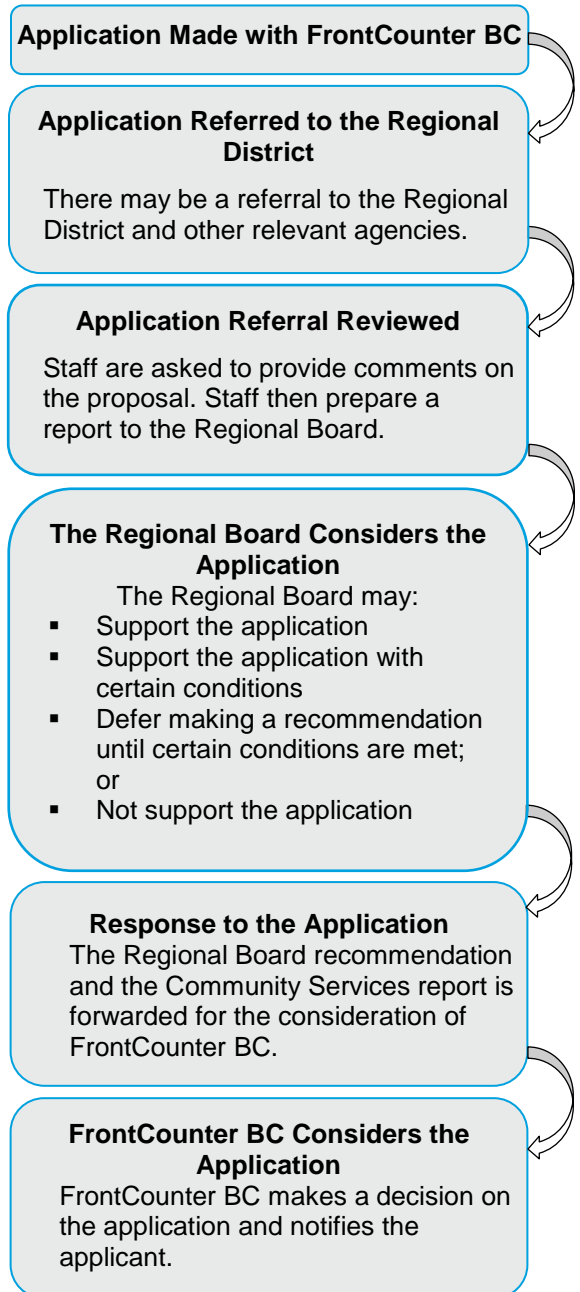 Application Made with FrontCounter BC
Application Referred to the Regional
District
There may be a referral to the Regional
District and other relevant agencies.
Application Referral Reviewed
Staff are asked to provide comments on
the proposal. Staff then prepare a
report to the Regional Board.
The Regional Board Considers the
Application
The Regional Board may:
▪ Support the application
▪ Support the application with
certain conditions
▪ Defer making a recommendation
until certain conditions are met;
or
▪ Not support the application
Response to the Application
The Regional Board recommendation
and the Community Services report is
forwarded for the consideration of
FrontCounter BC.
FrontCounter BC Considers the
Application
FrontCounter BC makes a decision on
the application and notifies the
applicant.